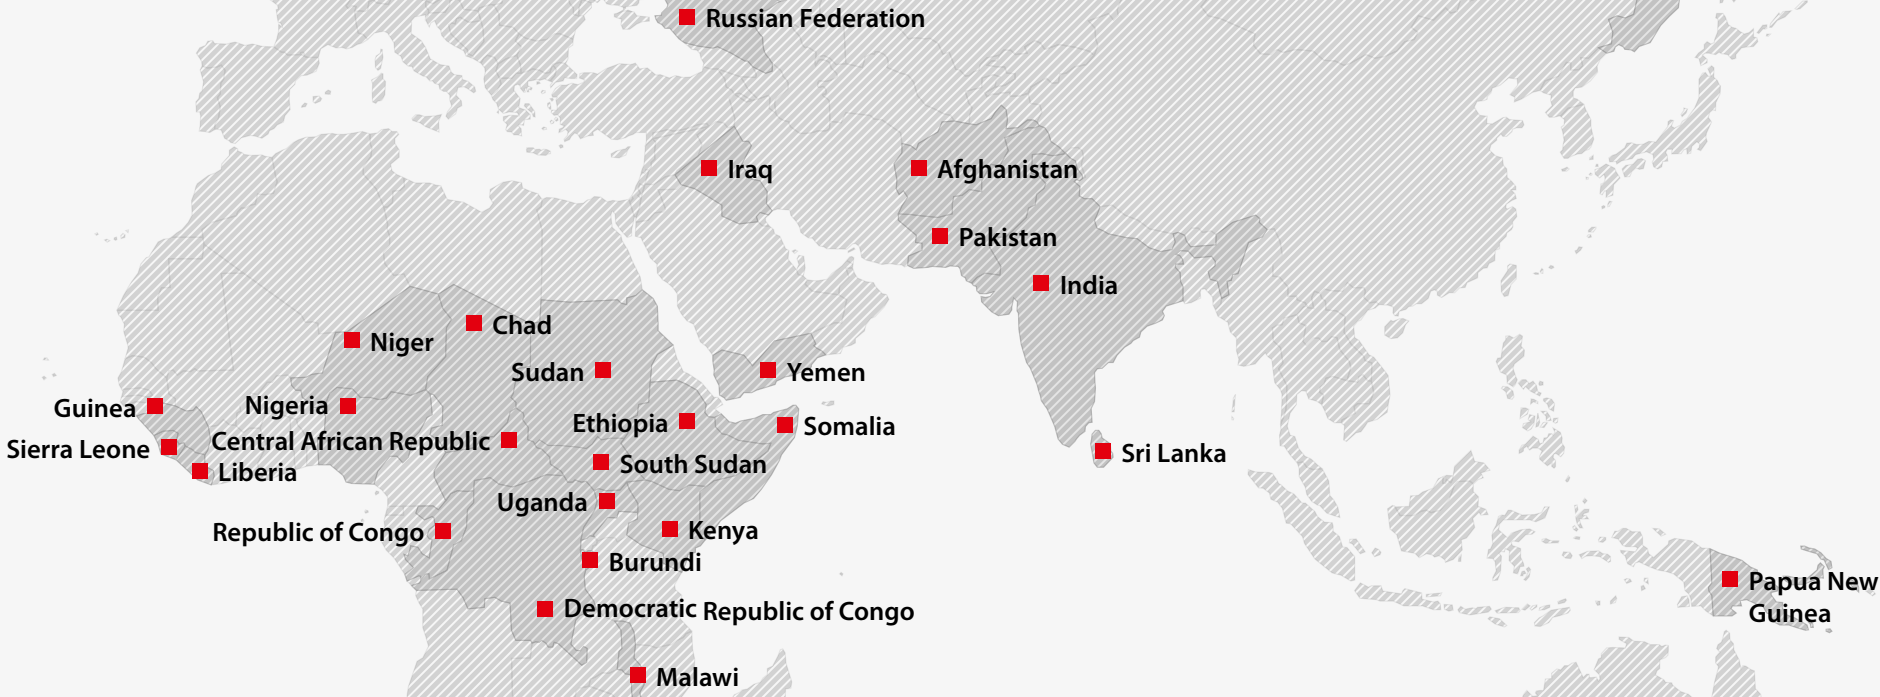 Russian Federation
Iraq
Afghanistan
Pakistan
India
Chad
Niger
Sudan
Yemen
Guinea
Nigeria
Ethiopia
Somalia
Sierra Leone
Central African Republic
Sri Lanka
South Sudan
Liberia
Uganda
Republic of Congo
Kenya
Burundi
Papua New
Guinea
Democratic Republic of Congo
Malawi